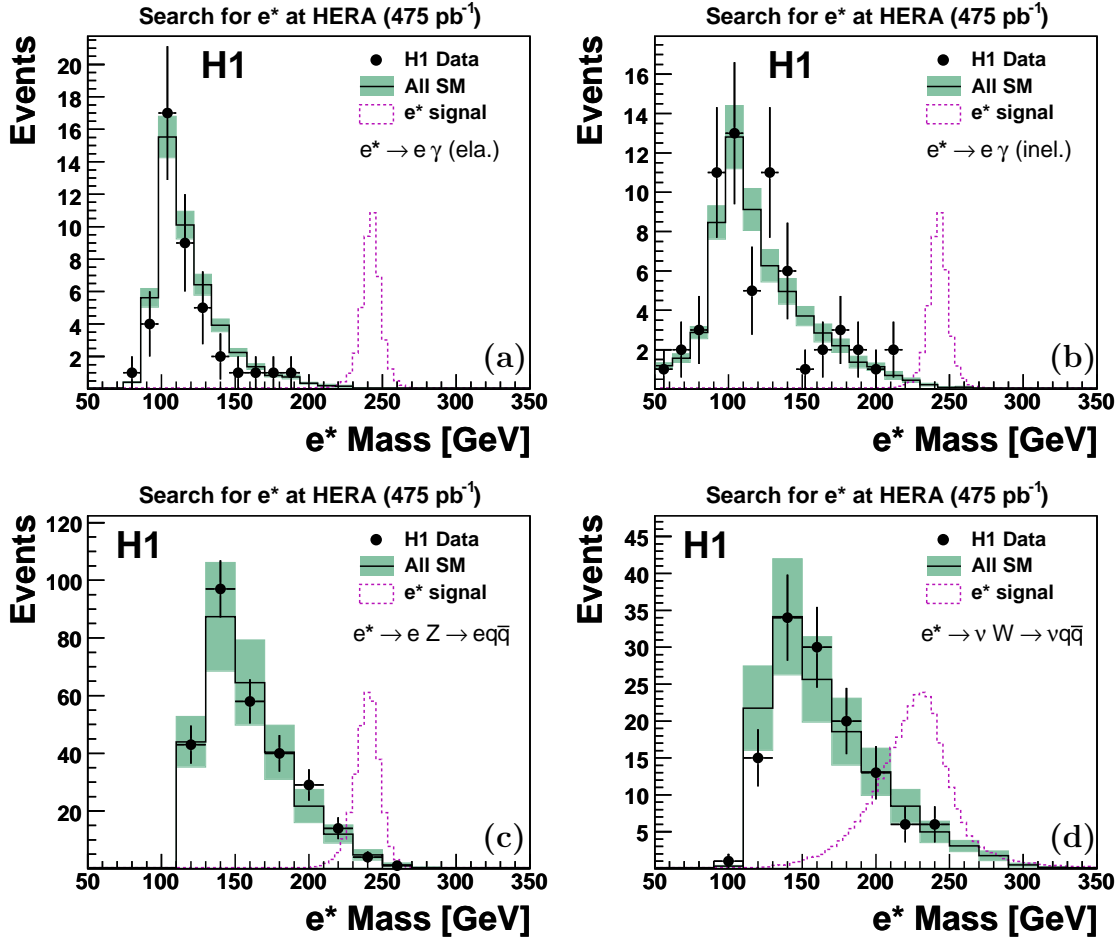 Search for e* at HERA (475 pb-1)
Events
H1
H1 Data
All SM
e* signal
e* → e γ (ela.)
20
18
16
14
12
10
8
6
4
2
(a)
50 100 150 200 250 300 350
e* Mass [GeV]
Search for e* at HERA (475 pb-1)
Events
H1
H1 Data
All SM
e* signal
e* → e γ (inel.)
16
14
12
10
8
6
4
2
(b)
50 100 150 200 250 300 350
e* Mass [GeV]
Search for e* at HERA (475 pb-1)
Events
H1
H1 Data
All SM
e* signal
e* → e Z → eqq̅
120
100
80
60
40
20
(c)
50 100 150 200 250 300 350
e* Mass [GeV]
Search for e* at HERA (475 pb-1)
Events
H1
H1 Data
All SM
e* signal
e* → ν W → νqq̅
45
40
35
30
25
20
15
10
5
(d)
50 100 150 200 250 300 350
e* Mass [GeV]